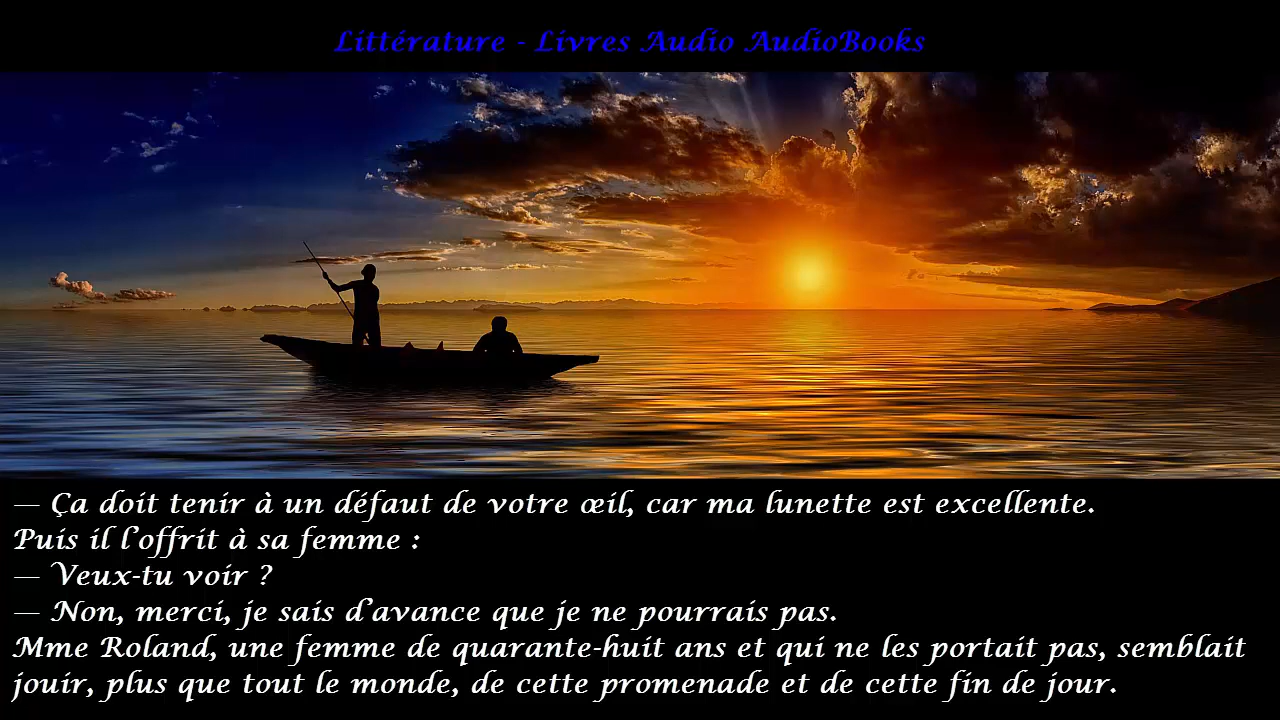 Littérature - Livres Audio AudioBooks
— Ça doit tenir à un défaut de votre œil, car ma lunette est excellente.
Puis il l'offrit à sa femme :
— Veux-tu voir ?
— Non, merci, je sais d'avance que je ne pourrais pas.
Mme Roland, une femme de quarante-huit ans et qui ne les portait pas, semblait
jouir, plus que tout le monde, de cette promenade et de cette fin de jour.